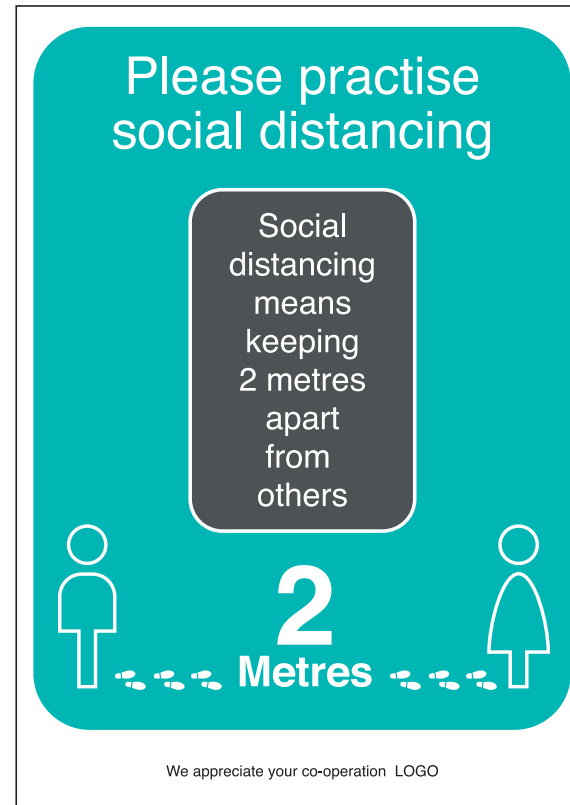 Please practise
social distancing
Social
distancing
means
keeping
2 metres
apart
from
others
2
Metres
We appreciate your co-operation  LOGO